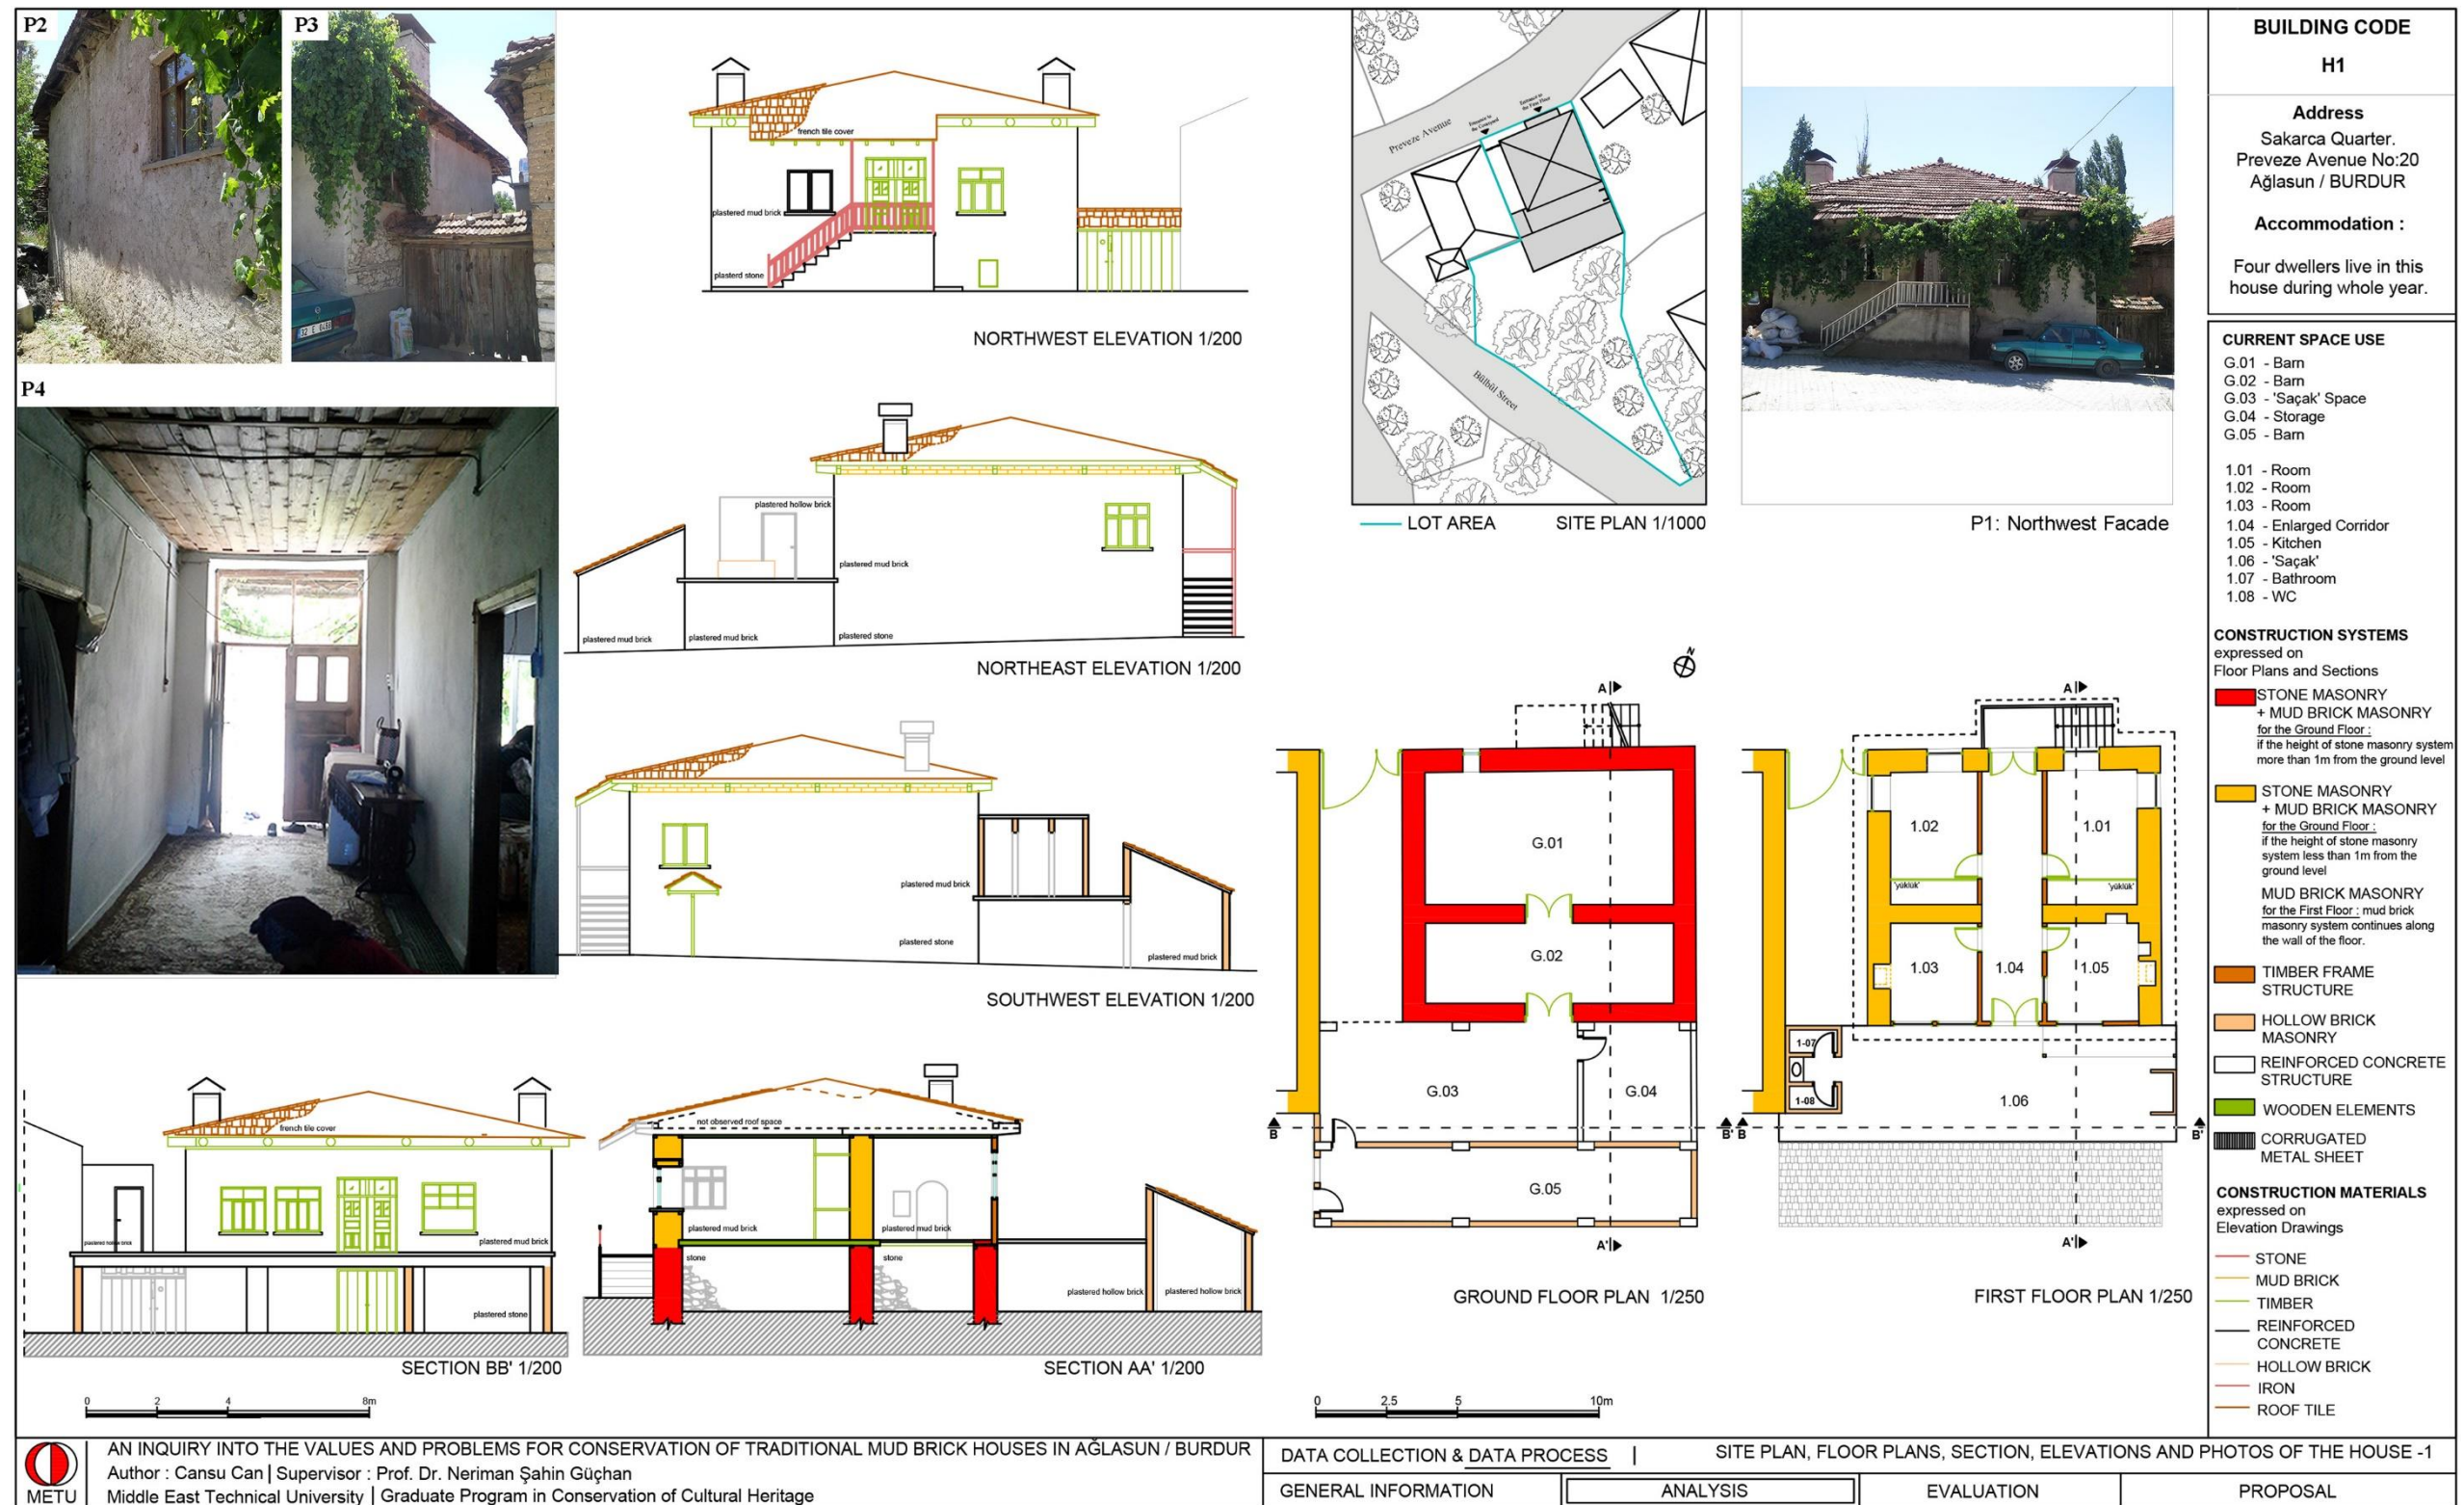 P2
P3
french tile cover
plastered mud brick
plasterd stone
NORTHWEST ELEVATION 1/200
Preveze Avenue
Entrance to
the Courtyard
Entrance to
the First Floor
Bülbül Street
LOT AREA
SITE PLAN 1/1000
P1: Northwest Facade
BUILDING CODE
H1
Address
Sakarca Quarter.
Preveze Avenue No:20
Ağlasun / BURDUR
Accommodation :
Four dwellers live in this
house during whole year.
P4
plastered hollow brick
plastered mud brick
plastered mud brick
plastered mud brick
plastered stone
NORTHEAST ELEVATION 1/200
plastered mud brick
plastered stone
plastered mud brick
SOUTHWEST ELEVATION 1/200
french tile cover
plastered hollow brick
plastered mud brick
plastered stone
SECTION BB' 1/200
0 2 4 8m
not observed roof space
plastered mud brick
plastered mud brick
stone
stone
plastered hollow brick
plastered hollow brick
SECTION AA' 1/200
N
A
G.01
G.02
G.03
G.04
G.05
B
B'
A'
GROUND FLOOR PLAN 1/250
0 2.5 5 10m
A
1.02
1.01
'yüklük'
'yüklük'
1.03
1.04
1.05
1-07
1-08
1.06
B
B'
A'
FIRST FLOOR PLAN 1/250
CURRENT SPACE USE
G.01 - Barn
G.02 - Barn
G.03 - 'Saçak' Space
G.04 - Storage
G.05 - Barn
1.01 - Room
1.02 - Room
1.03 - Room
1.04 - Enlarged Corridor
1.05 - Kitchen
1.06 - 'Saçak'
1.07 - Bathroom
1.08 - WC
CONSTRUCTION SYSTEMS
expressed on
Floor Plans and Sections
STONE MASONRY
+ MUD BRICK MASONRY
for the Ground Floor :
if the height of stone masonry system
more than 1m from the ground level
STONE MASONRY
+ MUD BRICK MASONRY
for the Ground Floor :
if the height of stone masonry
system less than 1m from the
ground level
MUD BRICK MASONRY
for the First Floor : mud brick
masonry system continues along
the wall of the floor.
TIMBER FRAME
STRUCTURE
HOLLOW BRICK
MASONRY
REINFORCED CONCRETE
STRUCTURE
WOODEN ELEMENTS
CORRUGATED
METAL SHEET
CONSTRUCTION MATERIALS
expressed on
Elevation Drawings
STONE
MUD BRICK
TIMBER
REINFORCED
CONCRETE
HOLLOW BRICK
IRON
ROOF TILE
METU
AN INQUIRY INTO THE VALUES AND PROBLEMS FOR CONSERVATION OF TRADITIONAL MUD BRICK HOUSES IN AĞLASUN / BURDUR
Author : Cansu Can | Supervisor : Prof. Dr. Neriman Şahin Güçhan
Middle East Technical University | Graduate Program in Conservation of Cultural Heritage
DATA COLLECTION & DATA PROCESS | SITE PLAN, FLOOR PLANS, SECTION, ELEVATIONS AND PHOTOS OF THE HOUSE -1
GENERAL INFORMATION
ANALYSIS
EVALUATION
PROPOSAL